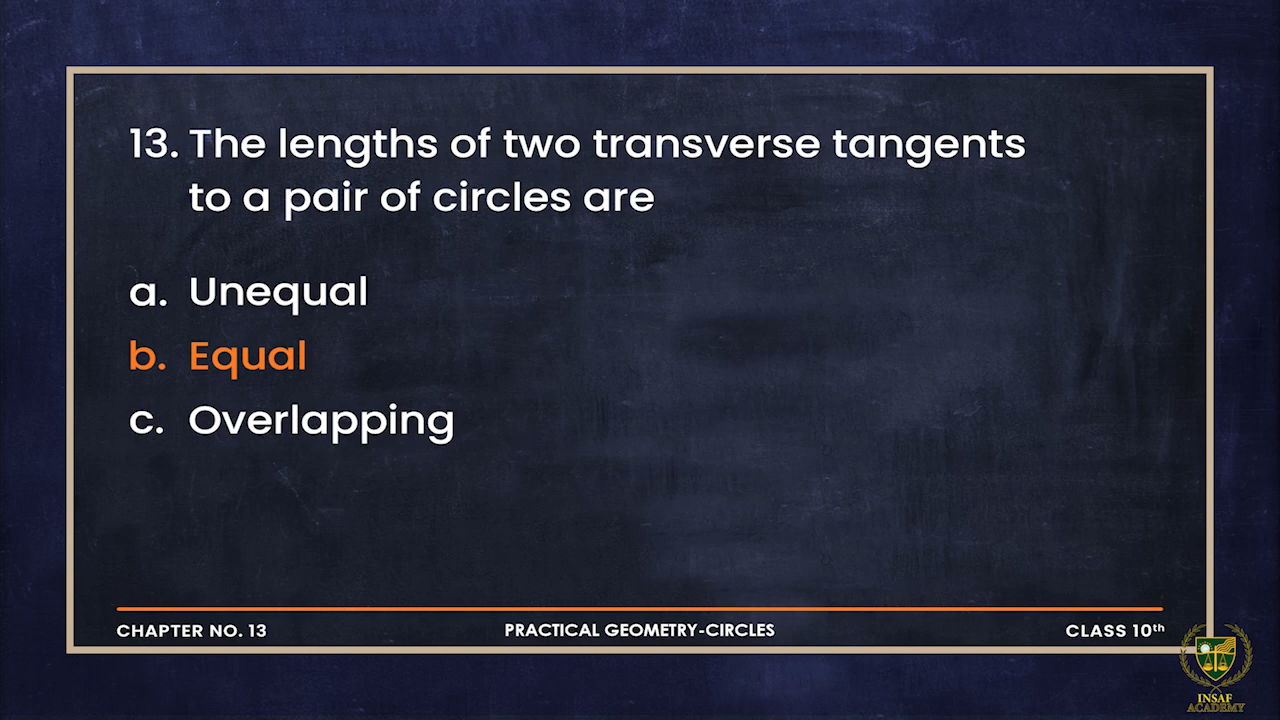 13. The lengths of two transverse tangents
to a pair of circles are
a. Unequal
b. Equal
c. Overlapping
CHAPTER NO. 13 PRACTICAL GEOMETRY-CIRCLES CLASS 10th
INSAF
ACADEMY